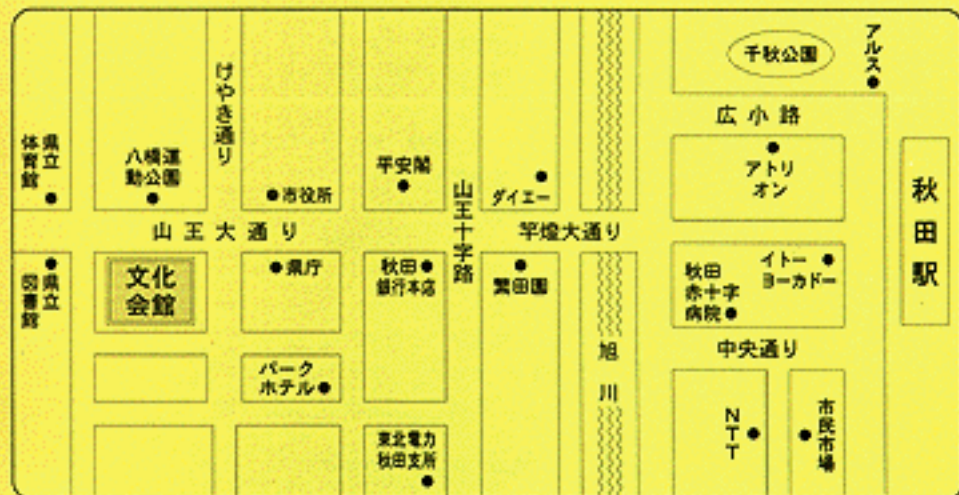 千秋公園
アルス
広小路
けやき通り
県立
体育館
八橋運
動公園
市役所
平安閣
山王十字路
ダイエー
アトリ
オン
秋田駅
山王大通り
竿燈大通り
県立
図書館
文化
会館
県庁
秋田
銀行本店
繁田園
秋田
赤十字
病院
イトー
ヨーカドー
旭川
中央通り
パーク
ホテル
NTT
市民市場
東北電力
秋田支所